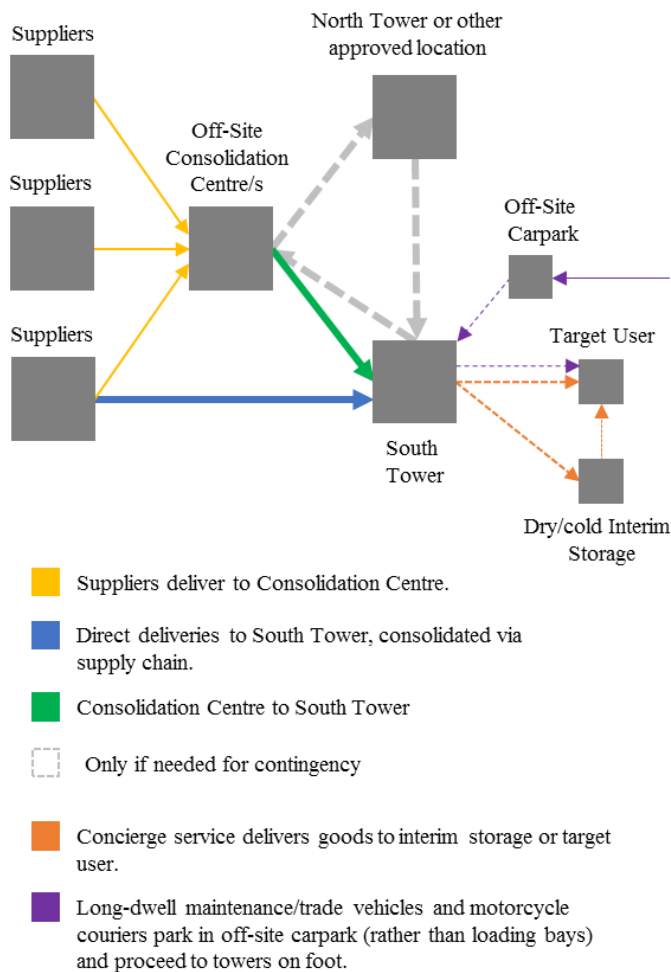 Suppliers
North Tower or other
approved location
Off-Site
Consolidation
Centre/s
Suppliers
Off-Site
Carpark
Suppliers
Target User
South
Tower
Dry/cold Interim
Storage
Suppliers deliver to Consolidation Centre.
Direct deliveries to South Tower, consolidated via
supply chain.
Consolidation Centre to South Tower
Only if needed for contingency
Concierge service delivers goods to interim storage or target
user.
Long-dwell maintenance/trade vehicles and motorcycle
couriers park in off-site carpark (rather than loading bays)
and proceed to towers on foot.